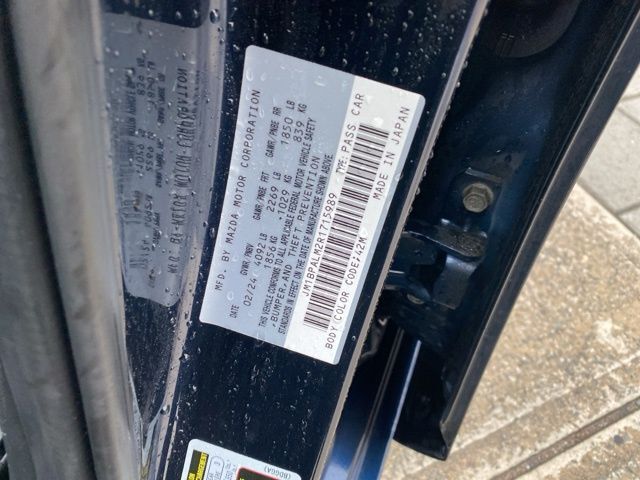 MFD. BY MAZDA MOTOR CORPORATION
DATE GVWR/PNBV GAWR/PNBE FRT GAWR/PNBE RR
02/24 4092 LB 2269 LB 1850 LB
1856 KG 1029 KG 839 KG
THIS VEHICLE CONFORMS TO ALL APPLICABLE FEDERAL MOTOR VEHICLE SAFETY
,BUMPER,AND THEFT PREVENTION
STANDARDS IN EFFECT ON THE DATE OF MANUFACTURE SHOWN ABOVE.
JM1BPALM2R1715989 TYPE: PASS CAR
BODY COLOR CODE:42M MADE IN JAPAN
(BDGGA)